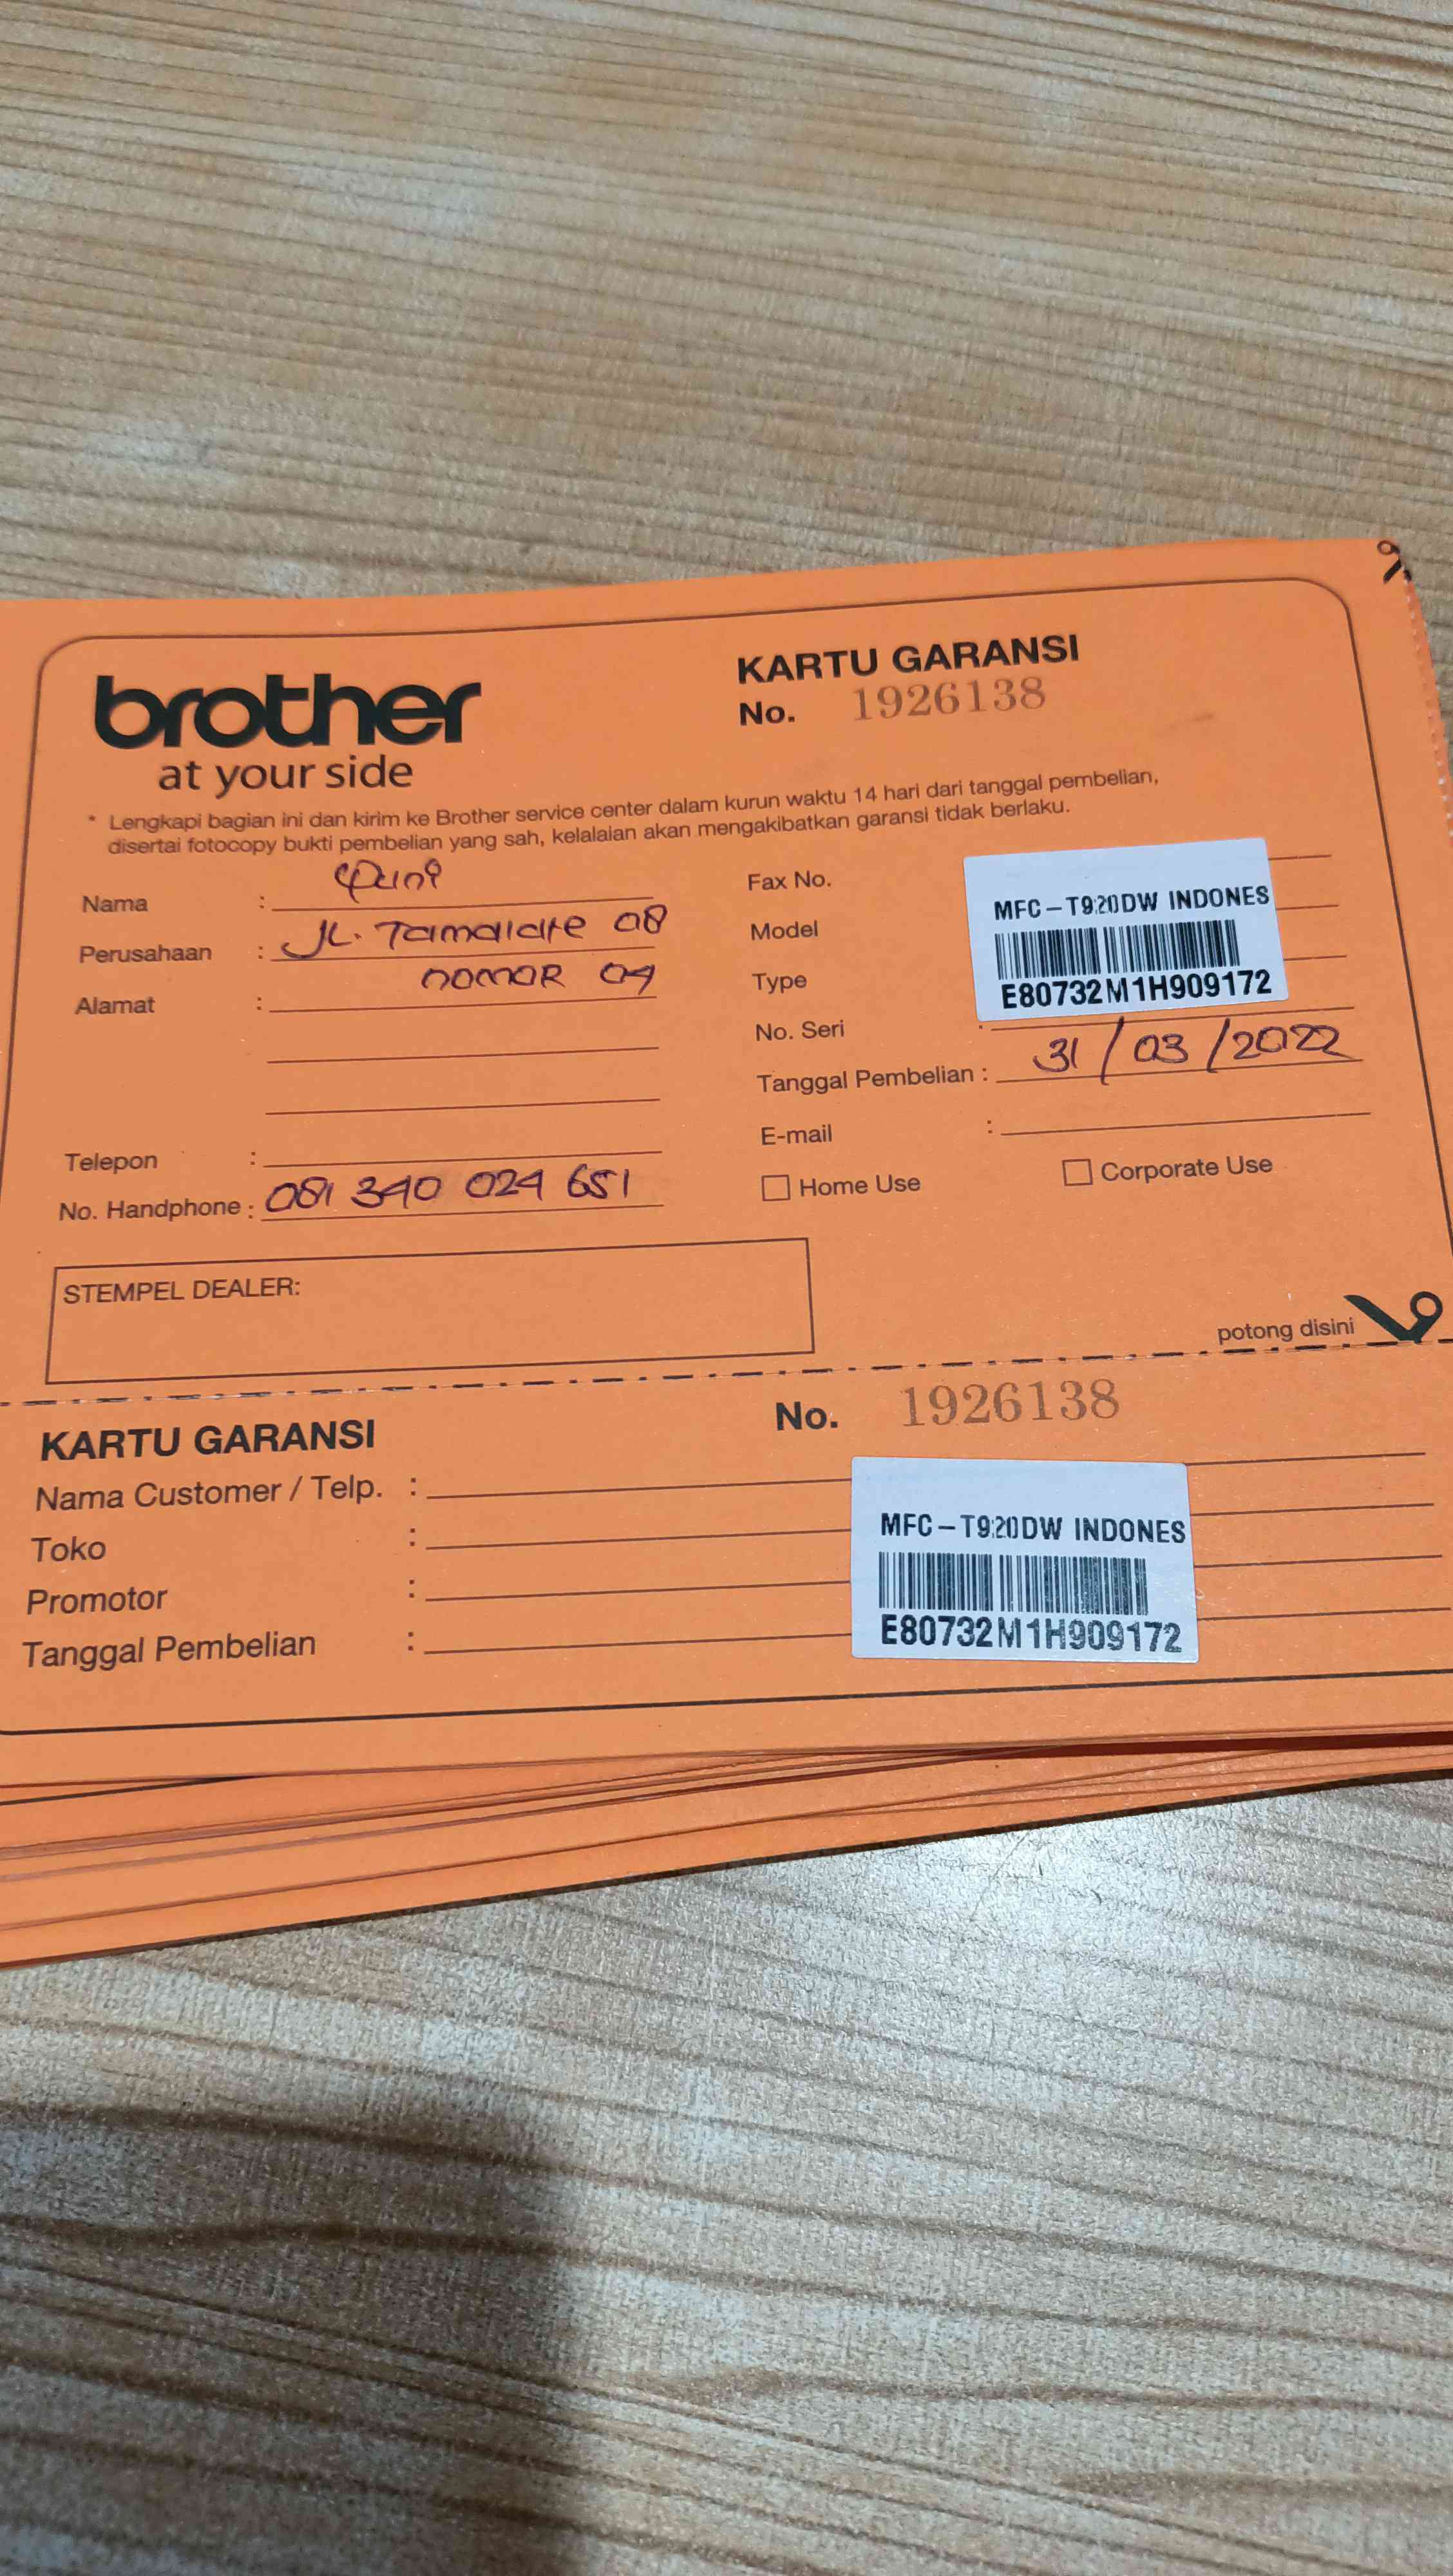 brother
at your side
KARTU GARANSI
No. 1926138
* Lengkapi bagian ini dan kirim ke Brother service center dalam kurun waktu 14 hari dari tanggal pembelian,
disertai fotocopy bukti pembelian yang sah, kelalaian akan mengakibatkan garansi tidak berlaku.
Nama :
Perusahaan : JL. Tamalate 08
Alamat : nomor 04
Telepon :
No. Handphone : 081 340 024 651
Fax No.
Model
Type
No. Seri :
MFC-T920DW INDONES
E80732M1H909172
Tanggal Pembelian : 31/03/2022
E-mail :
Home Use
Corporate Use
STEMPEL DEALER:
potong disini
KARTU GARANSI
No. 1926138
Nama Customer / Telp. :
Toko :
Promotor :
Tanggal Pembelian :
MFC-T920DW INDONES
E80732M1H909172